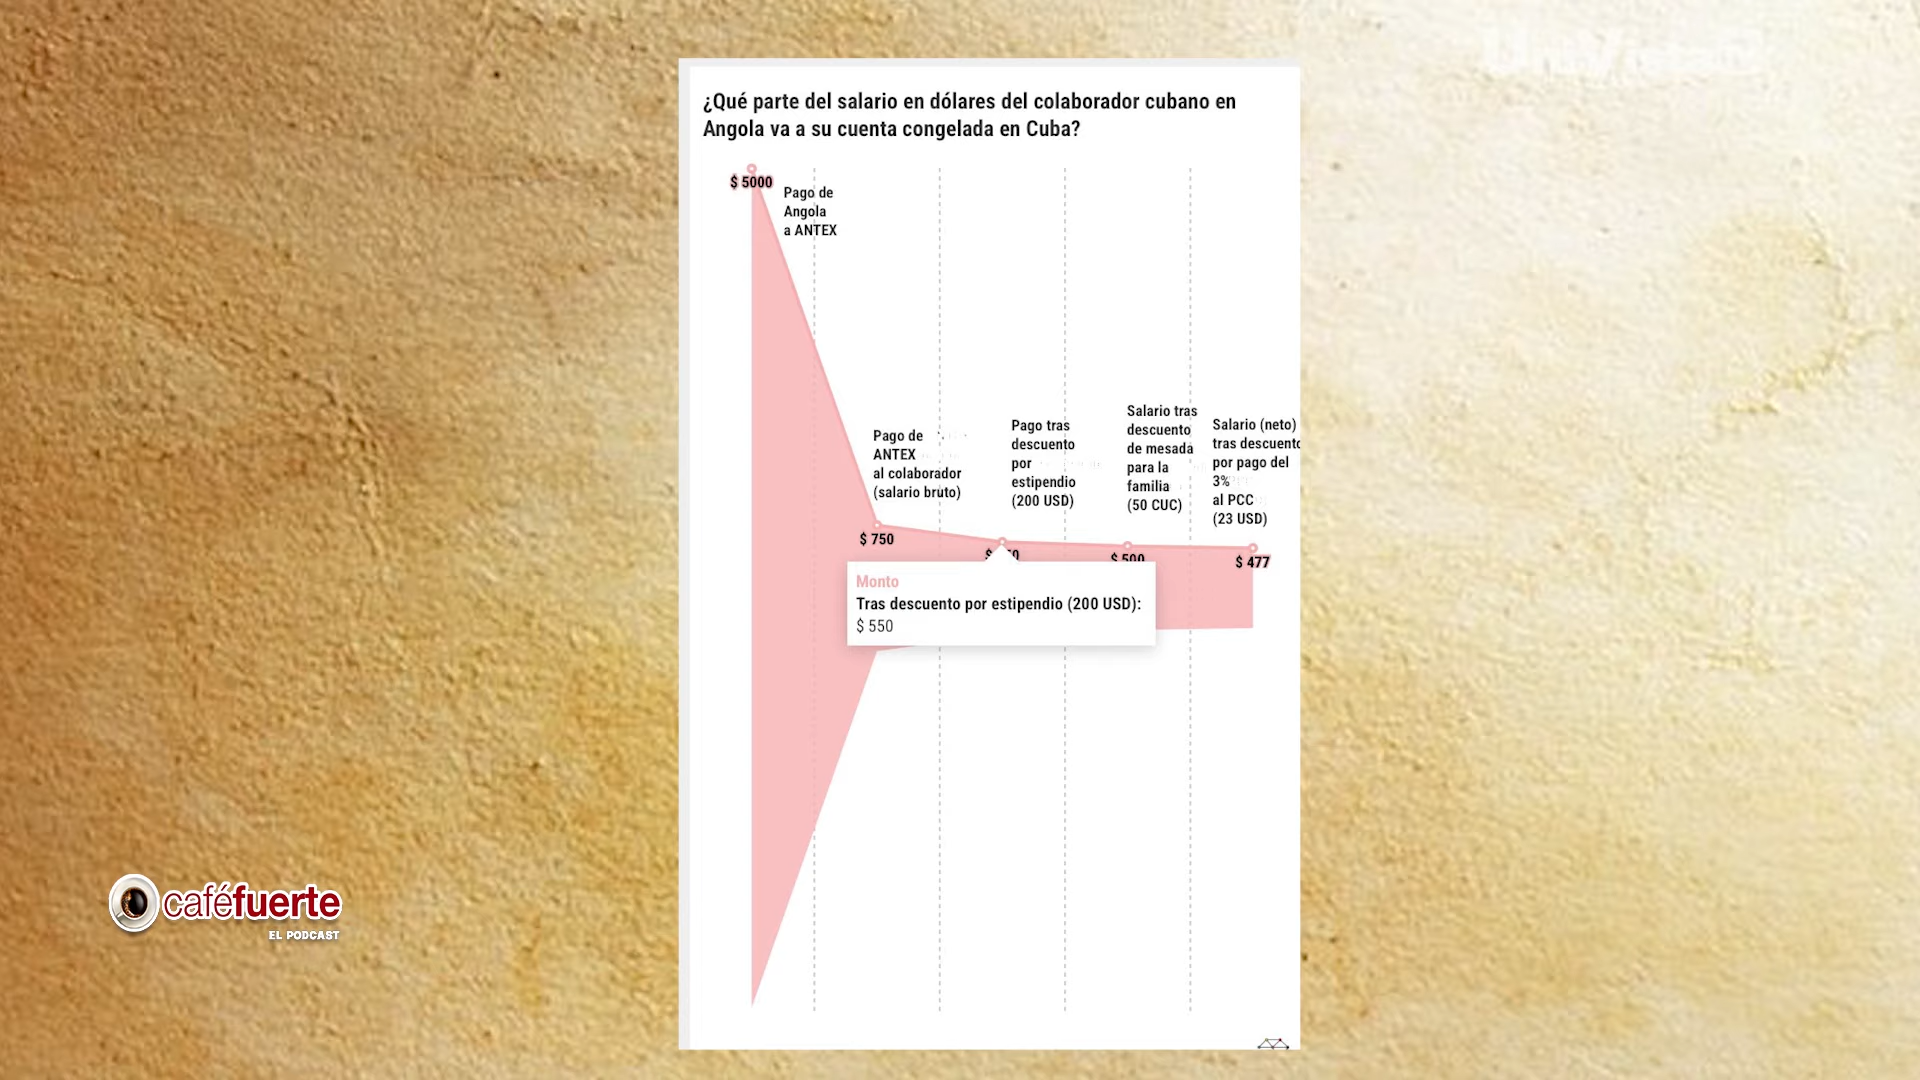 ¿Qué parte del salario en dólares del colaborador cubano en
Angola va a su cuenta congelada en Cuba?
$ 5000
Pago de
Angola
a ANTEX
Pago de
ANTEX
al colaborador
(salario bruto)
$ 750
Pago tras
descuento
por
estipendio
(200 USD)
Salario tras
descuento
de mesada
para la
familia
(50 CUC)
$ 500
Salario (neto)
tras descuento
por pago del
3%
al PCC
(23 USD)
$ 477
Monto
Tras descuento por estipendio (200 USD):
$ 550
caféfuerte
EL PODCAST